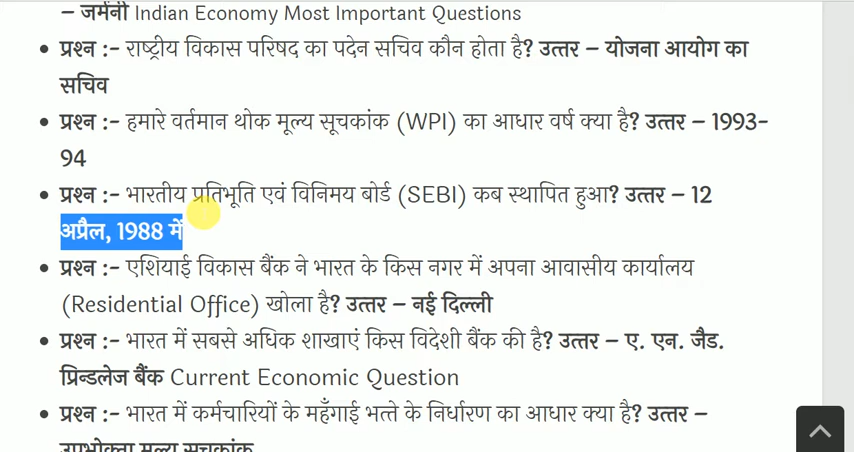 – जर्मनी Indian Economy Most Important Questions
प्रश्न :- राष्ट्रीय विकास परिषद का पदेन सचिव कौन होता है? उत्तर – योजना आयोग का
सचिव
प्रश्न :- हमारे वर्तमान थोक मूल्य सूचकांक (WPI) का आधार वर्ष क्या है? उत्तर – 1993-
94
प्रश्न :- भारतीय प्रतिभूति एवं विनिमय बोर्ड (SEBI) कब स्थापित हुआ? उत्तर – 12
अप्रैल, 1988 में
प्रश्न :- एशियाई विकास बैंक ने भारत के किस नगर में अपना आवासीय कार्यालय
(Residential Office) खोला है? उत्तर – नई दिल्ली
प्रश्न :- भारत में सबसे अधिक शाखाएं किस विदेशी बैंक की है? उत्तर – ए. एन. जैड.
प्रिन्डलेज बैंक Current Economic Question
प्रश्न :- भारत में कर्मचारियों के महँगाई भत्ते के निर्धारण का आधार क्या है? उत्तर –
उपभोक्ता मूल्य सूचकांक